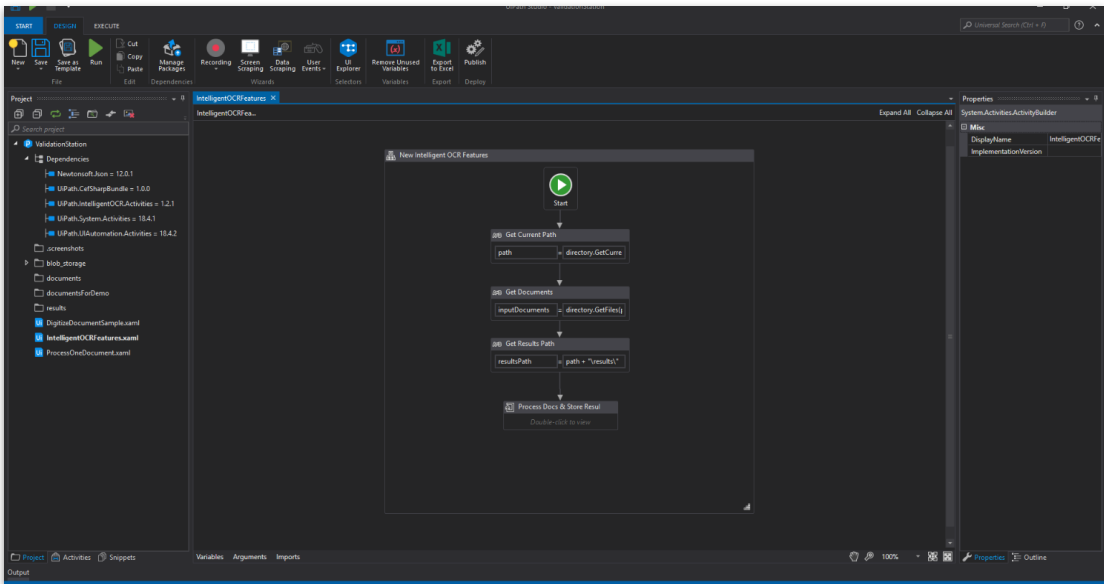 UiPath Studio - ValidationStation
START DESIGN EXECUTE
Universal Search (Ctrl + F)
New
Save
Save as Template
Run
Cut
Copy
Paste
Manage Packages
Recording
Screen Scraping
Data Scraping
User Events
UI Explorer
Remove Unused Variables
Export to Excel
Publish
File Edit Dependencies Wizards Selectors Variables Export Deploy
Project
Search project
ValidationStation
Dependencies
Newtonsoft.Json = 12.0.1
UiPath.CefSharpBundle = 1.0.0
UiPath.IntelligentOCR.Activities = 1.2.1
UiPath.System.Activities = 18.4.1
UiPath.UIAutomation.Activities = 18.4.2
.screenshots
blob_storage
documents
documentsForDemo
results
DigitizeDocumentSample.xaml
IntelligentOCRFeatures.xaml
ProcessOneDocument.xaml
Project Activities Snippets
IntelligentOCRFeatures
IntelligentOCRFea...
Expand All Collapse All
New Intelligent OCR Features
Start
A*B Get Current Path
path = directory.GetCurre
A*B Get Documents
inputDocuments = directory.GetFiles(
A*B Get Results Path
resultsPath = path + "\results\"
Process Docs & Store Resul
Double-click to view
Variables Arguments Imports
100%
Properties
System.Activities.ActivityBuilder
Misc
DisplayName IntelligentOCRFe
ImplementationVersion
Properties Outline
Output